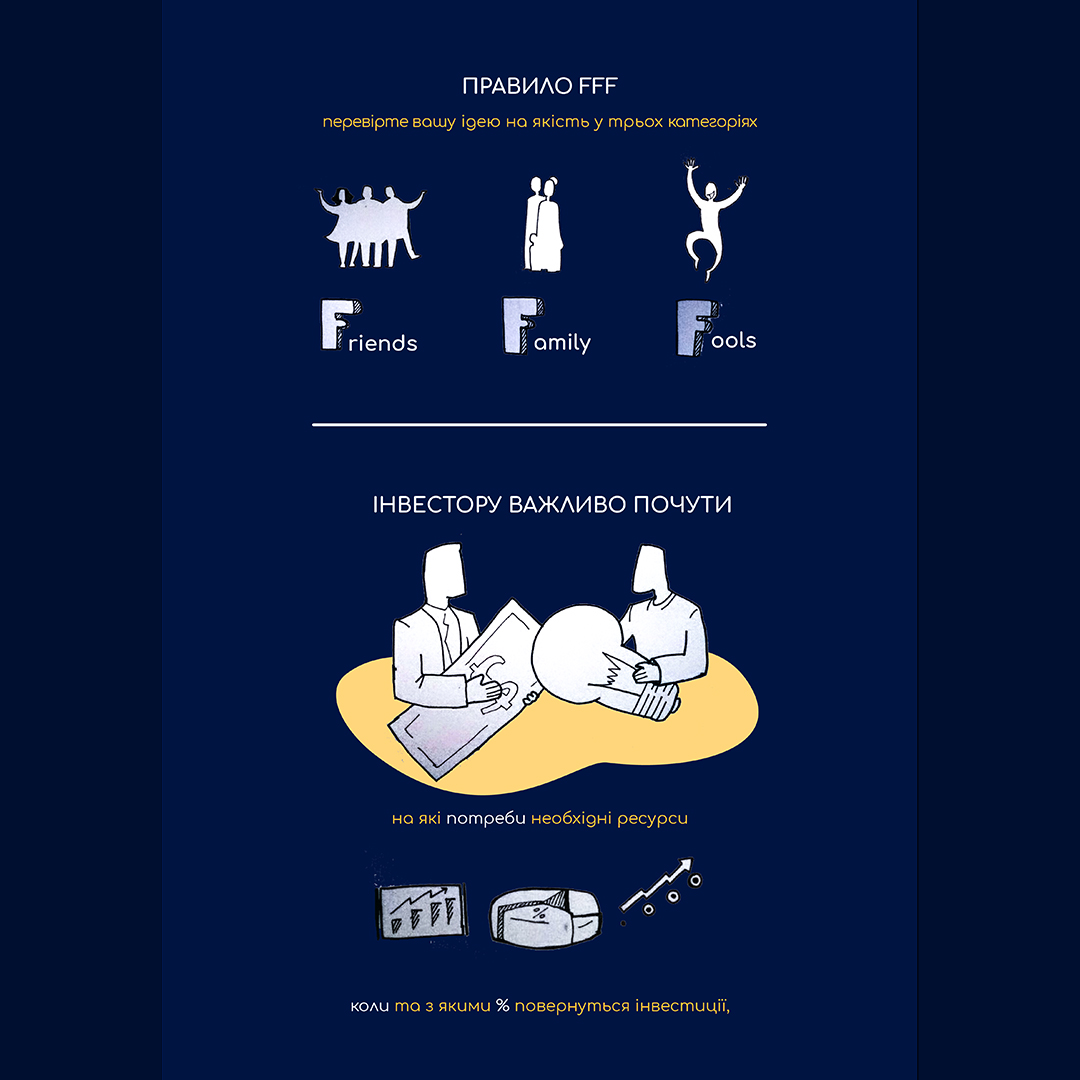 ПРАВИЛО FFF
перевірте вашу ідею на якість у трьох категоріях
Friends Family Fools
ІНВЕСТОРУ ВАЖЛИВО ПОЧУТИ
на які потреби необхідні ресурси
%
коли та з якими % повернуться інвестиції,